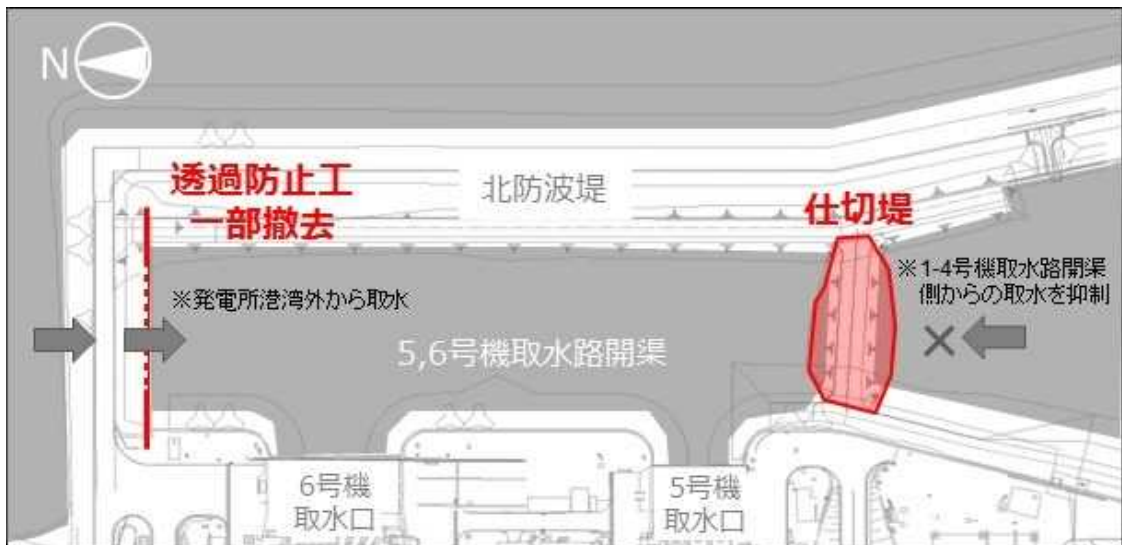 N
透過防止工
一部撤去
北防波堤
仕切堤
※発電所港湾外から取水
※1-4号機取水路開渠
側からの取水を抑制
5,6号機取水路開渠
6号機
取水口
5号機
取水口